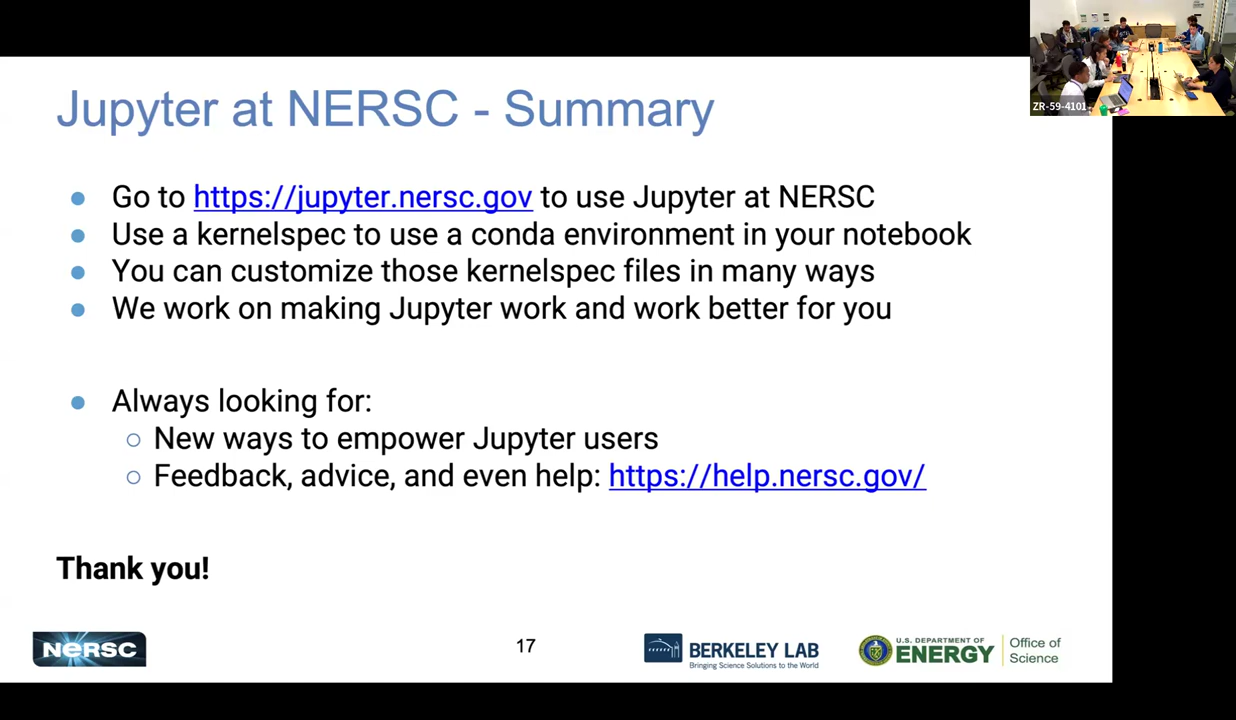 Jupyter at NERSC - Summary
ZR-59-4101
Go to https://jupyter.nersc.gov to use Jupyter at NERSC
Use a kernelspec to use a conda environment in your notebook
You can customize those kernelspec files in many ways
We work on making Jupyter work and work better for you
Always looking for:
New ways to empower Jupyter users
Feedback, advice, and even help: https://help.nersc.gov/
Thank you!
NERSC
17
BERKELEY LAB
Bringing Science Solutions to the World
U.S. DEPARTMENT OF
ENERGY
Office of
Science